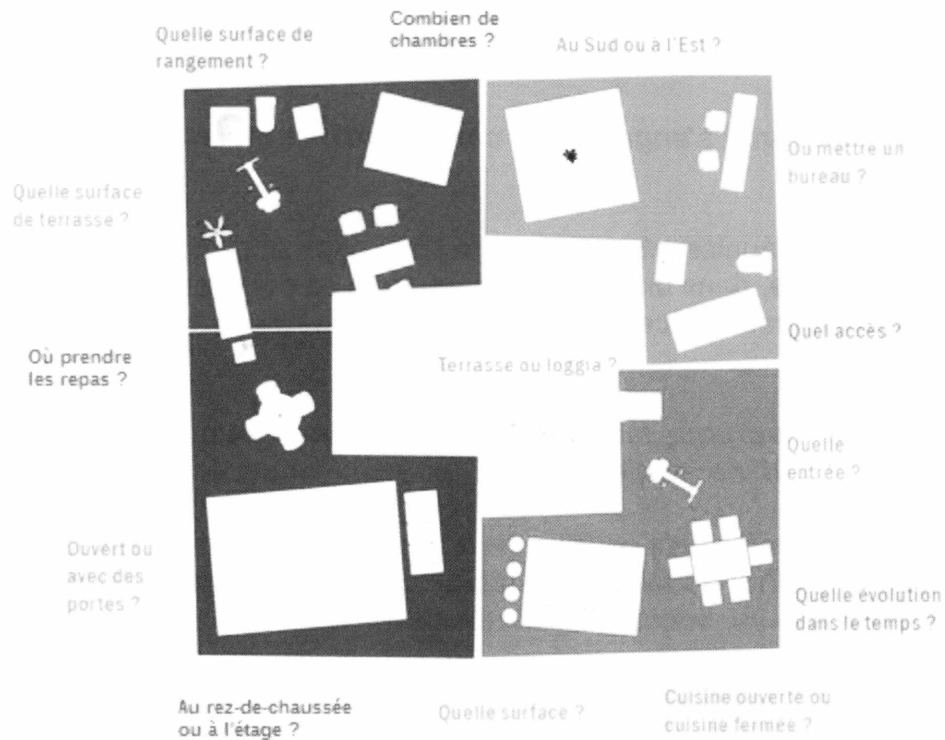 Combien de
chambres ?
Quelle surface de
rangement ?
Au Sud ou à l'Est ?
Ou mettre un
bureau ?
Quelle surface
de terrasse ?
Quel accès ?
Où prendre
les repas ?
Terrasse ou loggia ?
Quelle
entrée ?
Ouvert ou
avec des
portes ?
Quelle évolution
dans le temps ?
Au rez-de-chaussée
ou à l'étage ?
Quelle surface ?
Cuisine ouverte ou
cuisine fermée ?